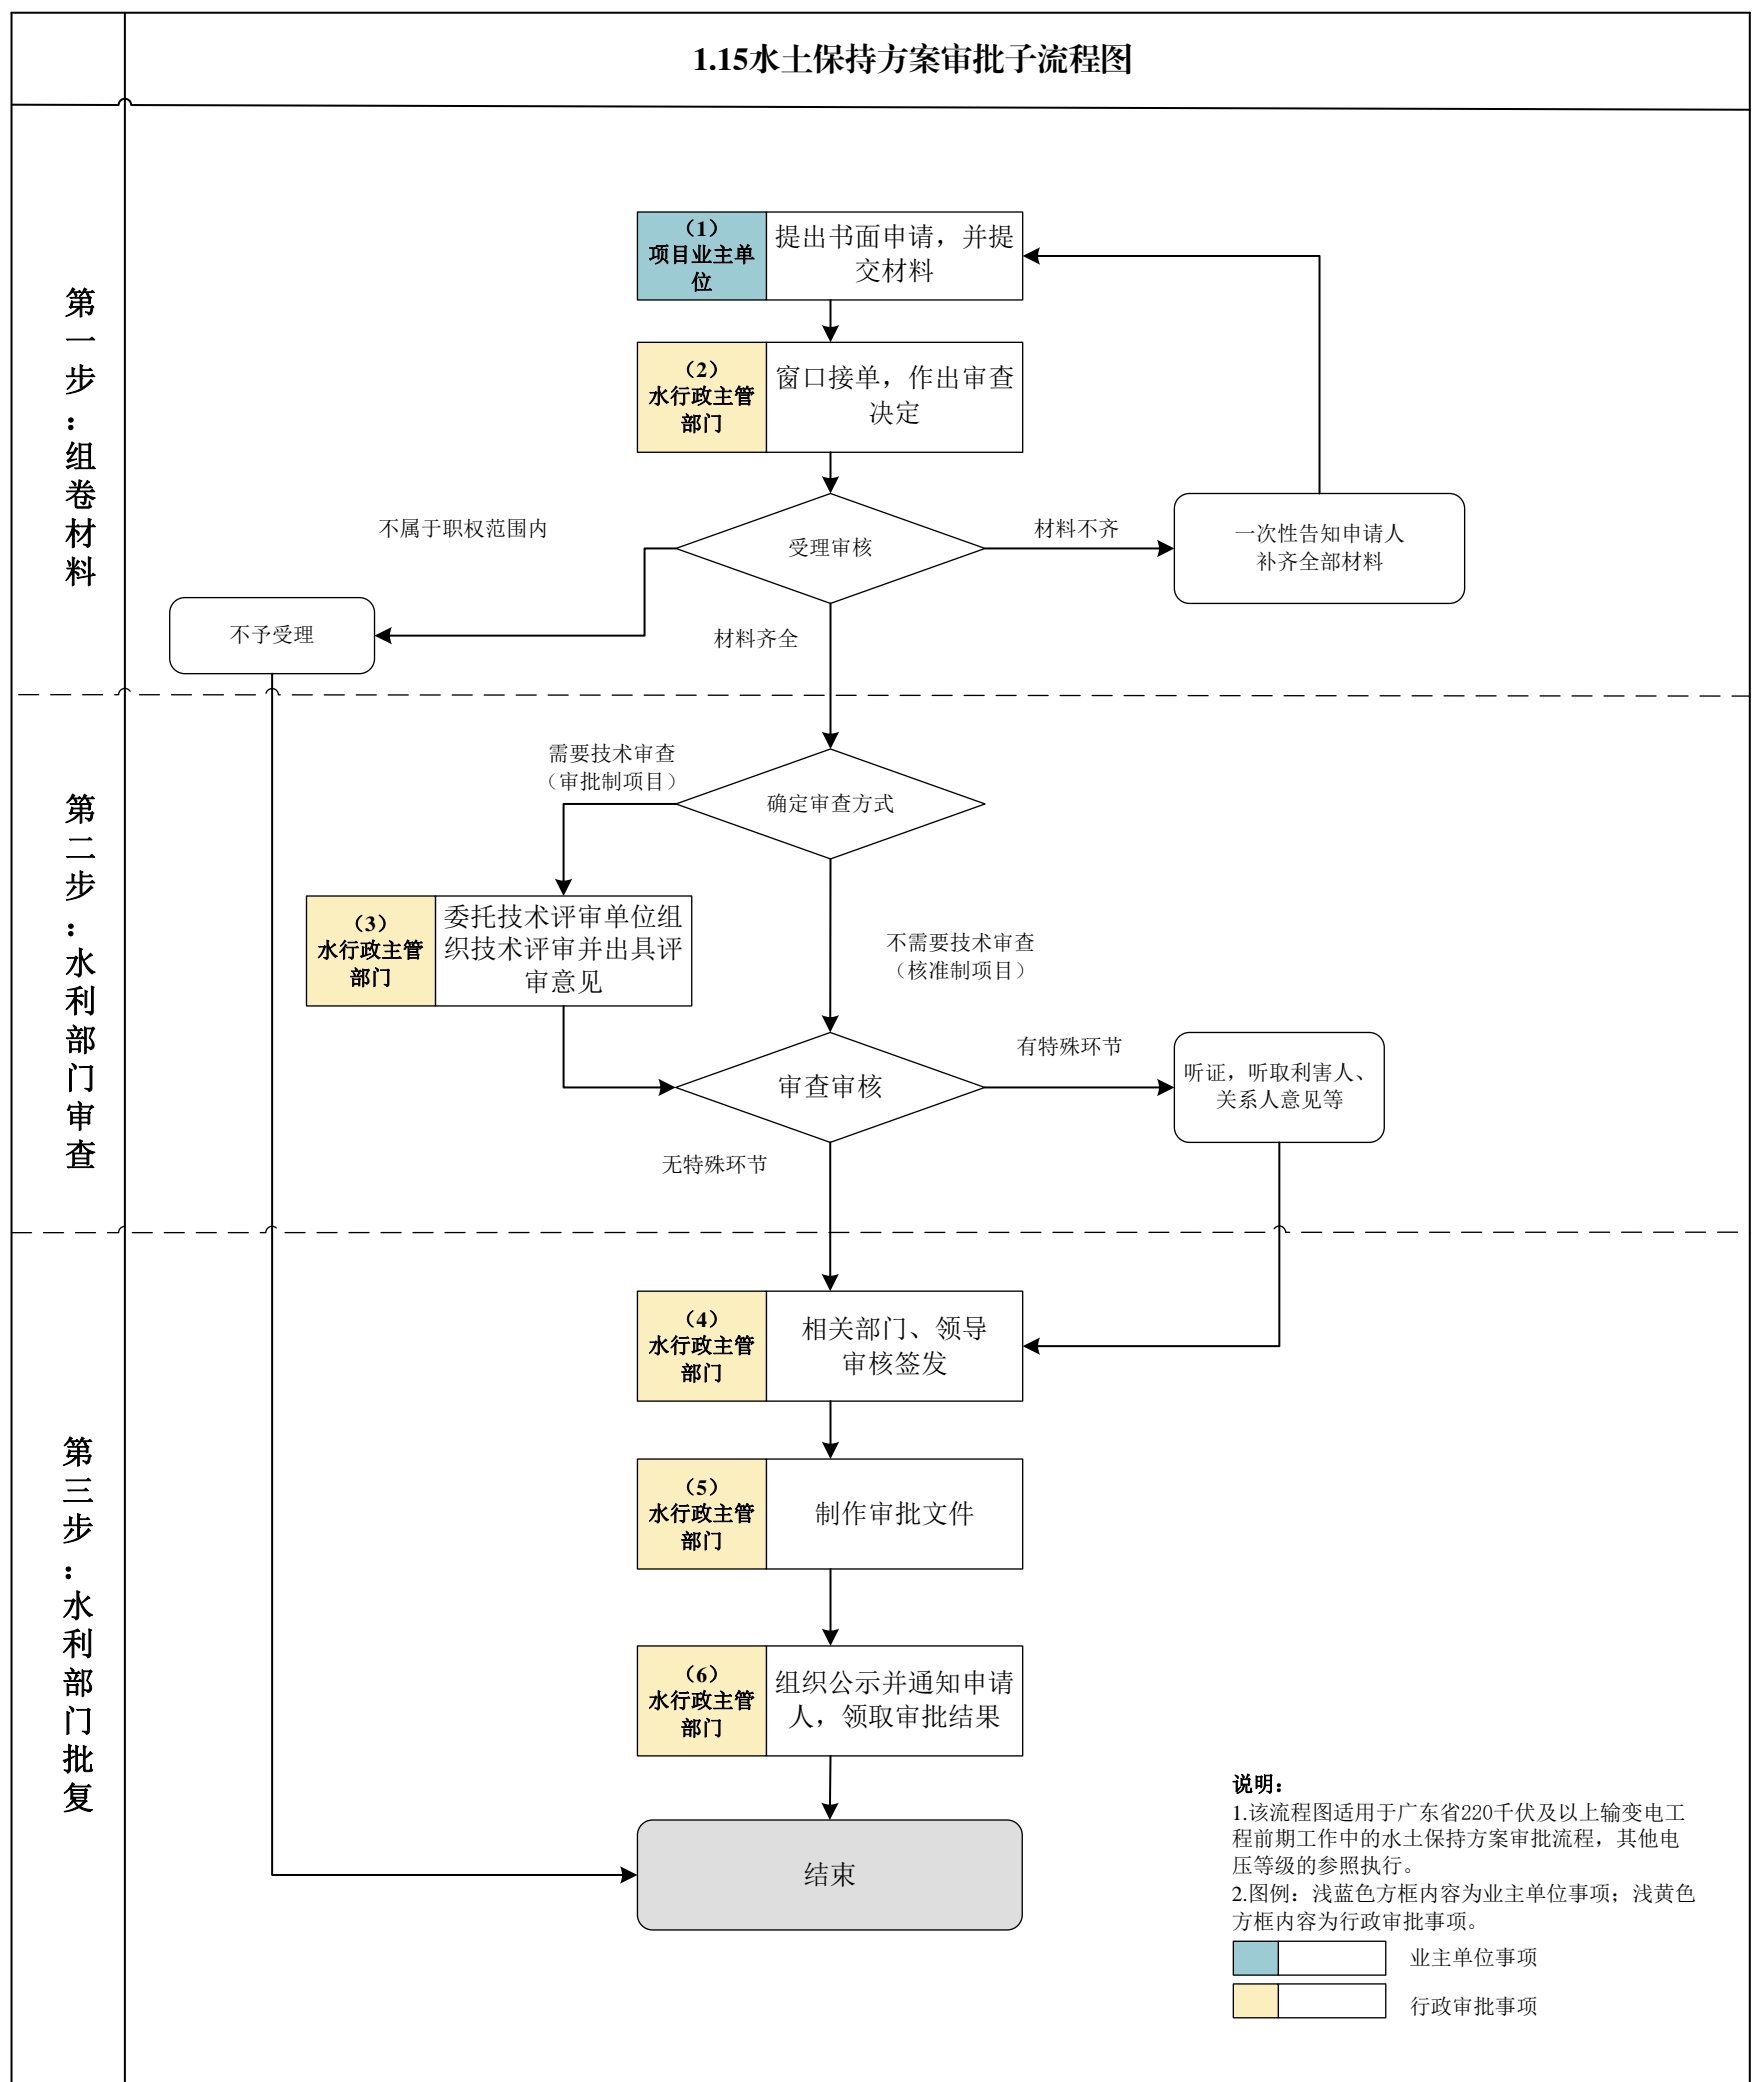 1.15水土保持方案审批子流程图
第一步：组卷材料
（1）
项目业主单
位
提出书面申请，并提
交材料
（2）
水行政主管
部门
窗口接单，作出审查
决定
不属于职权范围内
受理审核
材料不齐
一次性告知申请人
补齐全部材料
不予受理
材料齐全
第二步：水利部门审查
需要技术审查
（审批制项目）
确定审查方式
（3）
水行政主管
部门
委托技术评审单位组
织技术评审并出具评
审意见
不需要技术审查
（核准制项目）
审查审核
有特殊环节
听证，听取利害人、
关系人意见等
无特殊环节
第三步：水利部门批复
（4）
水行政主管
部门
相关部门、领导
审核签发
（5）
水行政主管
部门
制作审批文件
（6）
水行政主管
部门
组织公示并通知申请
人，领取审批结果
结束
说明：
1.该流程图适用于广东省220千伏及以上输变电工
程前期工作中的水土保持方案审批流程，其他电
压等级的参照执行。
2.图例：浅蓝色方框内容为业主单位事项；浅黄色
方框内容为行政审批事项。
业主单位事项
行政审批事项